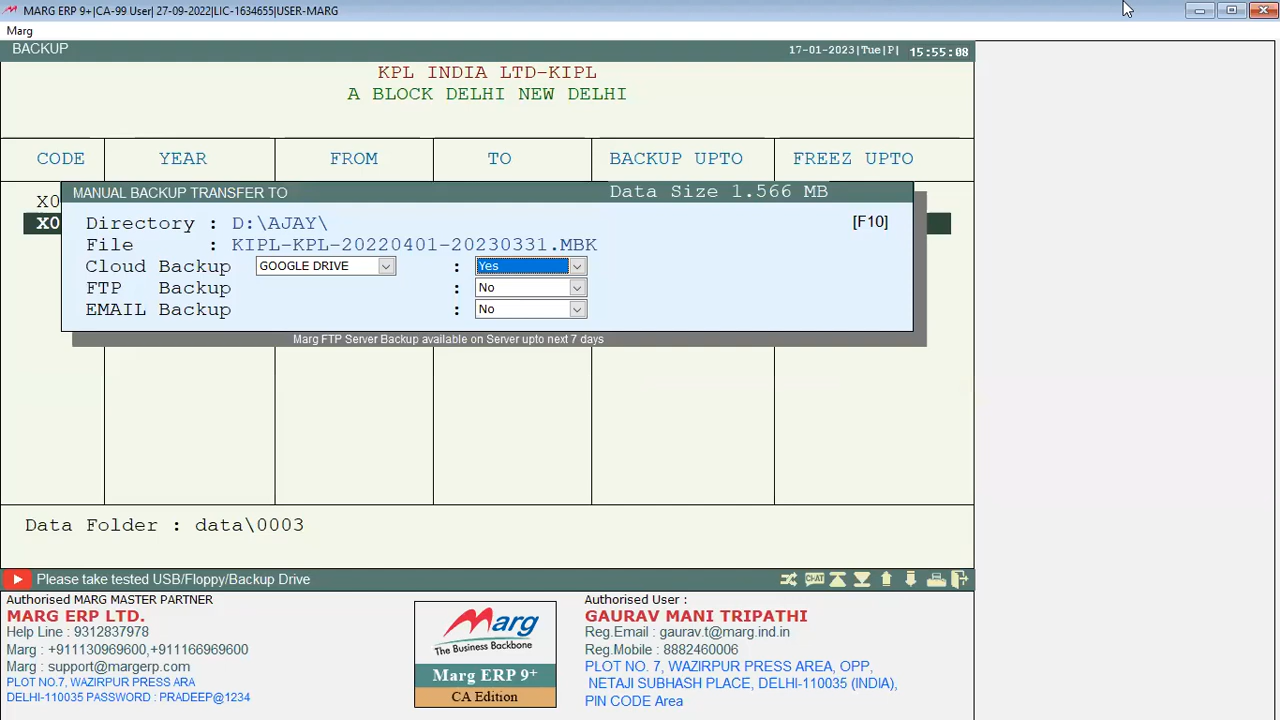 MARG ERP 9+|CA-99 User| 27-09-2022|LIC-1634655|USER-MARG
Marg
BACKUP 17-01-2023|Tue|P| 15:55:08
KPL INDIA LTD-KIPL
A BLOCK DELHI NEW DELHI
CODE YEAR FROM TO BACKUP UPTO FREEZ UPTO
X0
MANUAL BACKUP TRANSFER TO Data Size 1.566 MB
X0
Directory : D:\AJAY\ [F10]
File : KIPL-KPL-20220401-20230331.MBK
Cloud Backup GOOGLE DRIVE : Yes
FTP Backup : No
EMAIL Backup : No
Marg FTP Server Backup available on Server upto next 7 days
Data Folder : data\0003
Please take tested USB/Floppy/Backup Drive CHAT
Authorised MARG MASTER PARTNER
MARG ERP LTD.
Help Line : 9312837978
Marg : +911130969600,+911166969600
Marg : support@margerp.com
PLOT NO.7, WAZIRPUR PRESS ARA
DELHI-110035 PASSWORD : PRADEEP@1234
Marg
The Business Backbone
Marg ERP 9+
CA Edition
Authorised User :
GAURAV MANI TRIPATHI
Reg.Email : gaurav.t@marg.ind.in
Reg.Mobile : 8882460006
PLOT NO. 7, WAZIRPUR PRESS AREA, OPP,
NETAJI SUBHASH PLACE, DELHI-110035 (INDIA),
PIN CODE Area